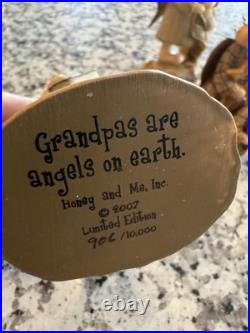 Grandpas are
angels on earth.
Honey and Me, Inc.
© 2007
Limited Edition
906/10,000